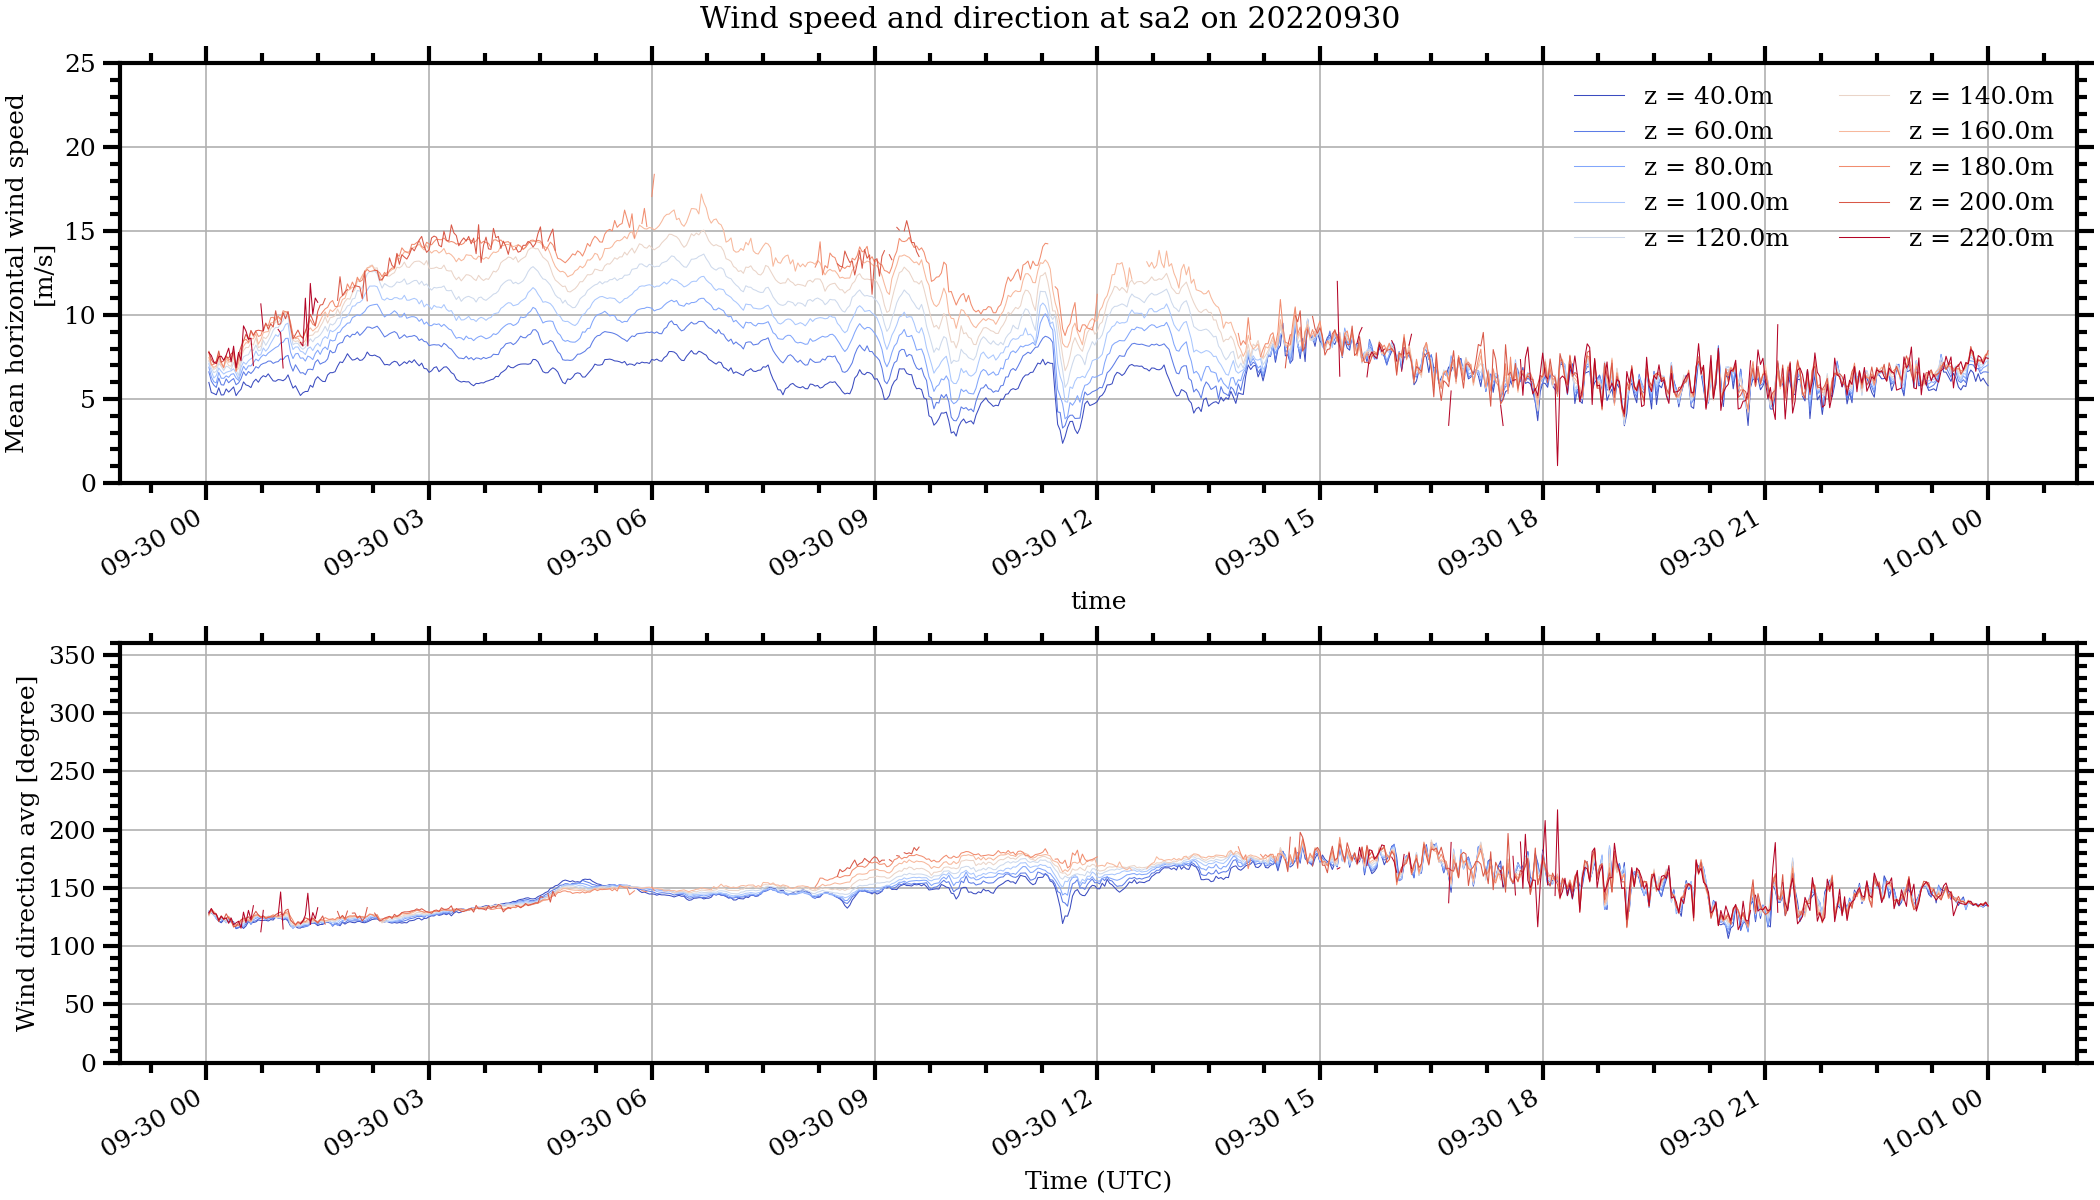 Wind speed and direction at sa2 on 20220930
Mean horizontal wind speed
[m/s]
25
20
15
10
5
0
z = 40.0m
z = 60.0m
z = 80.0m
z = 100.0m
z = 120.0m
z = 140.0m
z = 160.0m
z = 180.0m
z = 200.0m
z = 220.0m
09-30 00
09-30 03
09-30 06
09-30 09
09-30 12
09-30 15
09-30 18
09-30 21
10-01 00
time
Wind direction avg [degree]
350
300
250
200
150
100
50
0
09-30 00
09-30 03
09-30 06
09-30 09
09-30 12
09-30 15
09-30 18
09-30 21
10-01 00
Time (UTC)